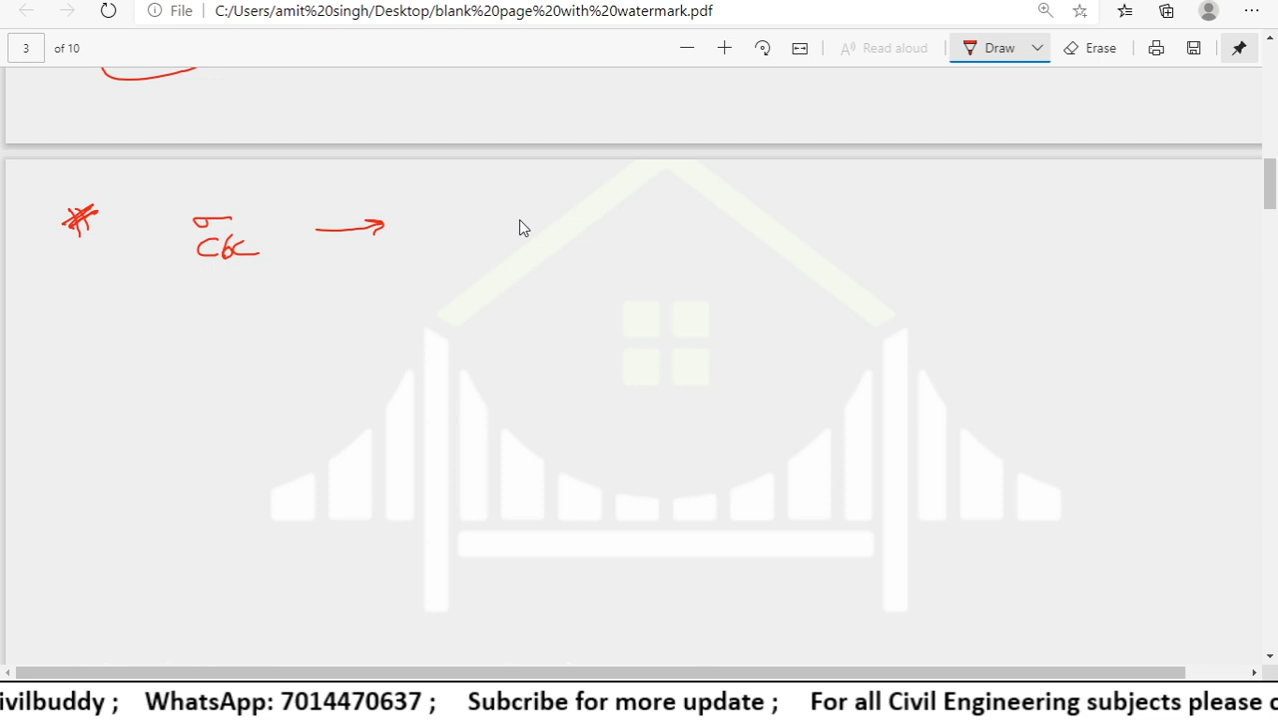 File | C:/Users/amit%20singh/Desktop/blank%20page%20with%20watermark.pdf
3 of 10 Read aloud Draw Erase
σ
cbc →
ivilbuddy ; WhatsApp: 7014470637 ; Subcribe for more update ; For all Civil Engineering subjects please c